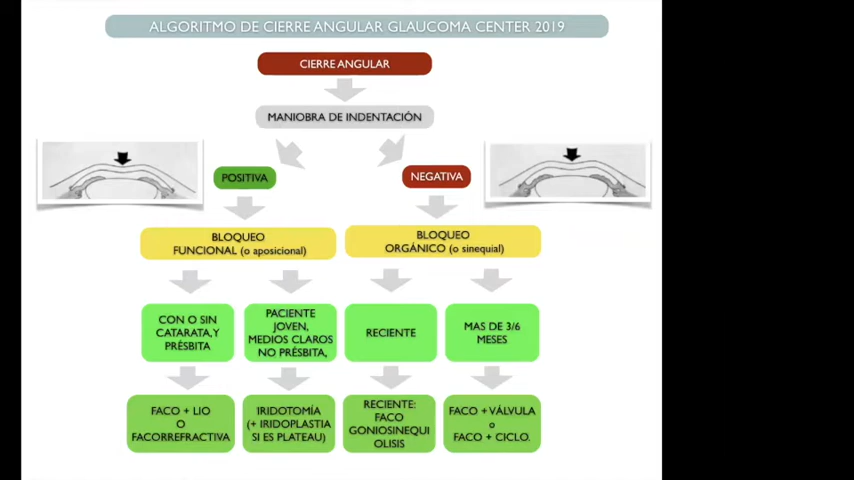 ALGORITMO DE CIERRE ANGULAR GLAUCOMA CENTER 2019
CIERRE ANGULAR
MANIOBRA DE INDENTACIÓN
POSITIVA
NEGATIVA
BLOQUEO
FUNCIONAL (o aposicional)
BLOQUEO
ORGÁNICO (o sinequial)
CON O SIN
CATARATA, Y
PRÉSBITA
PACIENTE
JOVEN,
MEDIOS CLAROS
NO PRÉSBITA,
RECIENTE
MAS DE 3/6
MESES
FACO + LIO
O
FACORREFRACTIVA
IRIDOTOMÍA
(+ IRIDOPLASTIA
SI ES PLATEAU)
RECIENTE:
FACO
GONIOSINEQUI
OLISIS
FACO + VÁLVULA
o
FACO + CICLO.